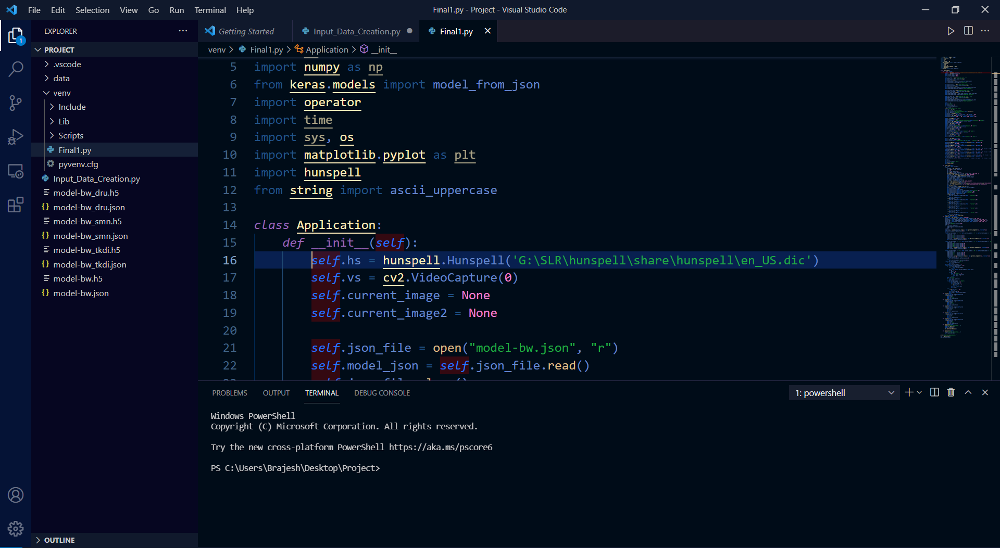 File Edit Selection View Go Run Terminal Help
Final1.py - Project - Visual Studio Code
EXPLORER
Getting Started
Input_Data_Creation.py
Final1.py
1
PROJECT
venv > Final1.py > Application > __init__
.vscode
data
venv
Include
Lib
Scripts
Final1.py
pyvenv.cfg
Input_Data_Creation.py
model-bw_dru.h5
model-bw_dru.json
model-bw_smn.h5
model-bw_smn.json
model-bw_tkdi.h5
model-bw_tkdi.json
model-bw.h5
model-bw.json
OUTLINE
5 import numpy as np
6 from keras.models import model_from_json
7 import operator
8 import time
9 import sys, os
10 import matplotlib.pyplot as plt
11 import hunspell
12 from string import ascii_uppercase
13
14 class Application:
15 def __init__(self):
16 self.hs = hunspell.Hunspell('G:\SLR\hunspell\share\hunspell\en_US.dic')
17 self.vs = cv2.VideoCapture(0)
18 self.current_image = None
19 self.current_image2 = None
20
21 self.json_file = open("model-bw.json", "r")
22 self.model_json = self.json_file.read()
PROBLEMS OUTPUT TERMINAL DEBUG CONSOLE
1: powershell
Windows PowerShell
Copyright (C) Microsoft Corporation. All rights reserved.
Try the new cross-platform PowerShell https://aka.ms/pscore6
PS C:\Users\Brajesh\Desktop\Project>